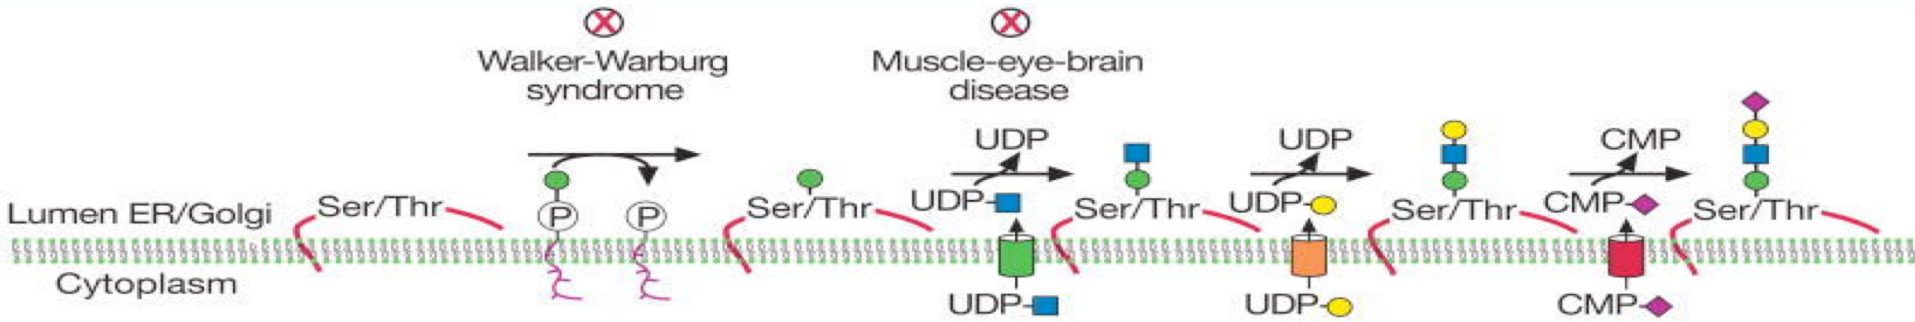 Walker-Warburg
syndrome
Muscle-eye-brain
disease
UDP
UDP
CMP
Lumen ER/Golgi
Ser/Thr
P
P
Ser/Thr
UDP
Ser/Thr
UDP
Ser/Thr
CMP
Ser/Thr
Cytoplasm
UDP
UDP
CMP